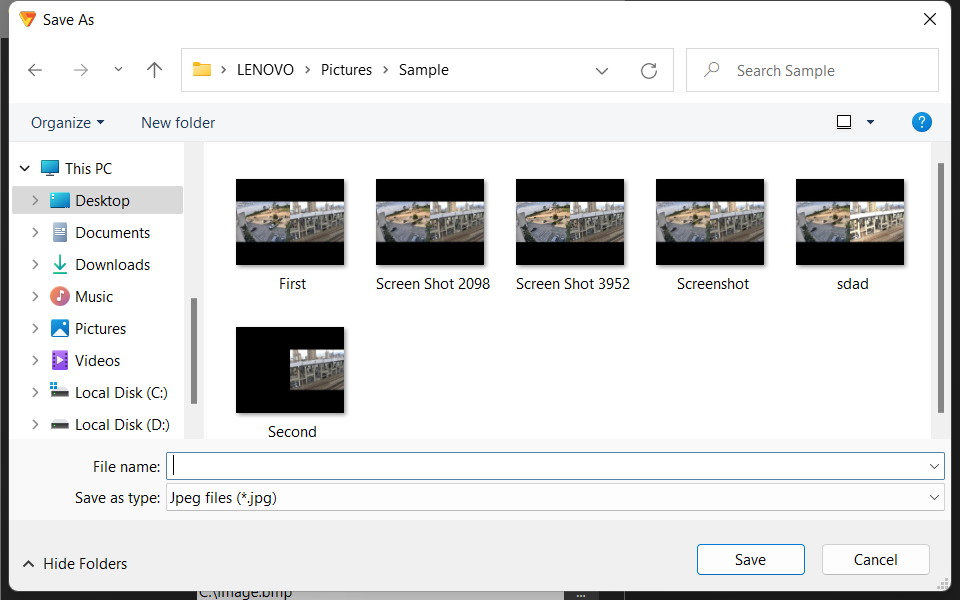 Save As
LENOVO Pictures Sample
Search Sample
Organize New folder
?
This PC
Desktop
Documents
Downloads
Music
Pictures
Videos
Local Disk (C:)
Local Disk (D:)
First Screen Shot 2098 Screen Shot 3952 Screenshot sdad
Second
File name:
Save as type: Jpeg files (*.jpg)
Hide Folders
Save Cancel
C:\image.bmp ...